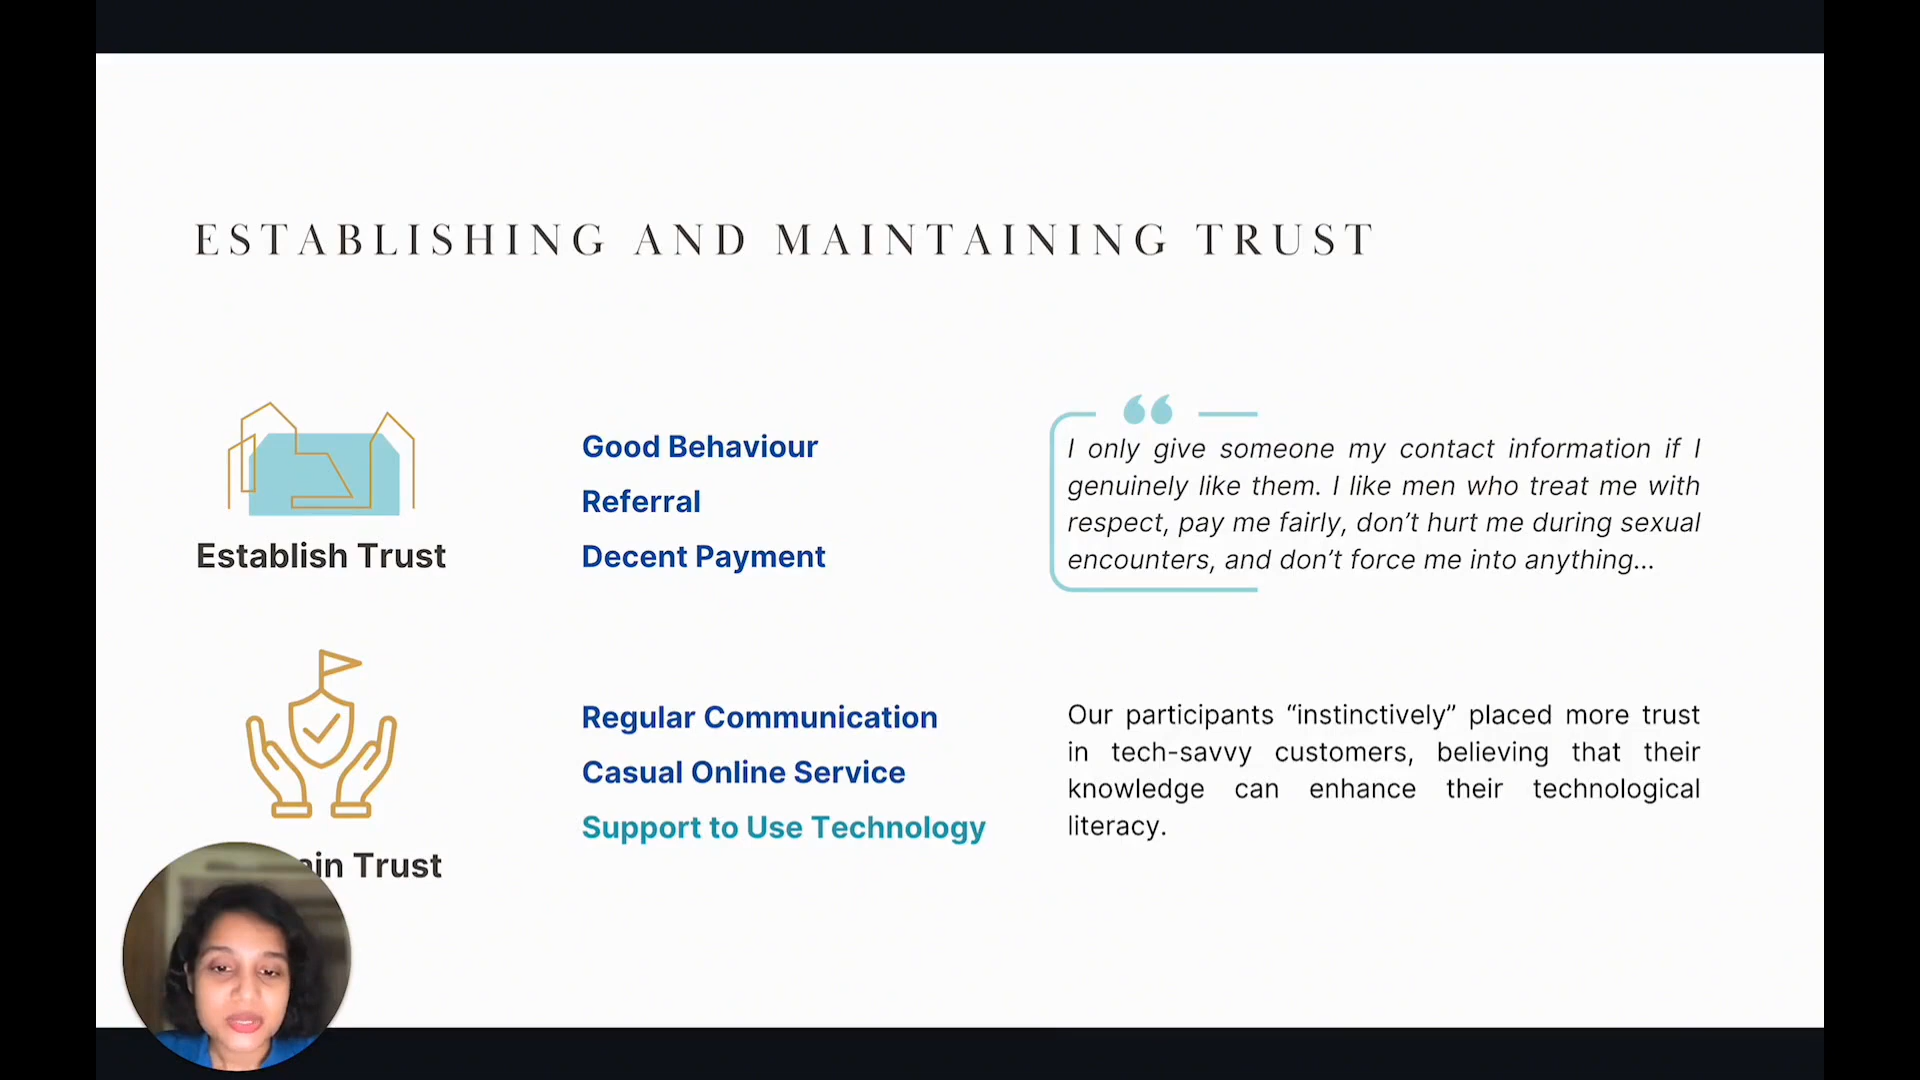 ESTABLISHING AND MAINTAINING TRUST
Establish Trust
Good Behaviour
Referral
Decent Payment
“
I only give someone my contact information if I
genuinely like them. I like men who treat me with
respect, pay me fairly, don’t hurt me during sexual
encounters, and don’t force me into anything...
Trust
Regular Communication
Casual Online Service
Support to Use Technology
Our participants “instinctively” placed more trust
in tech-savvy customers, believing that their
knowledge can enhance their technological
literacy.